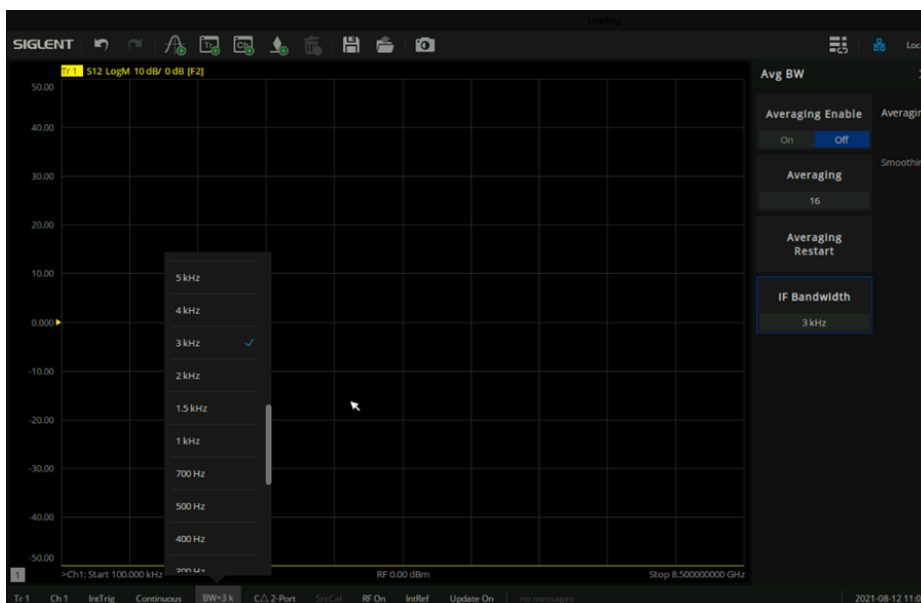 Loading
SIGLENT
Tr 1 S12 LogM 10 dB/ 0 dB [F2]
50.00
40.00
30.00
20.00
10.00
0.000
-10.00
-20.00
-30.00
-40.00
-50.00
5 kHz
4 kHz
3 kHz
2 kHz
1.5 kHz
1 kHz
700 Hz
500 Hz
400 Hz
300 Hz
Avg BW
Averaging Enable
On Off
Averaging
16
Averaging
Restart
IF Bandwidth
3 kHz
1 >Ch1: Start 100.000 kHz RF 0.00 dBm Stop 8.500000000 GHz
Tr 1 Ch 1 IntTrig Continuous BW=3 k C△ 2-Port SrcCal RF On IntRef Update On no messages 2021-08-12 11:0